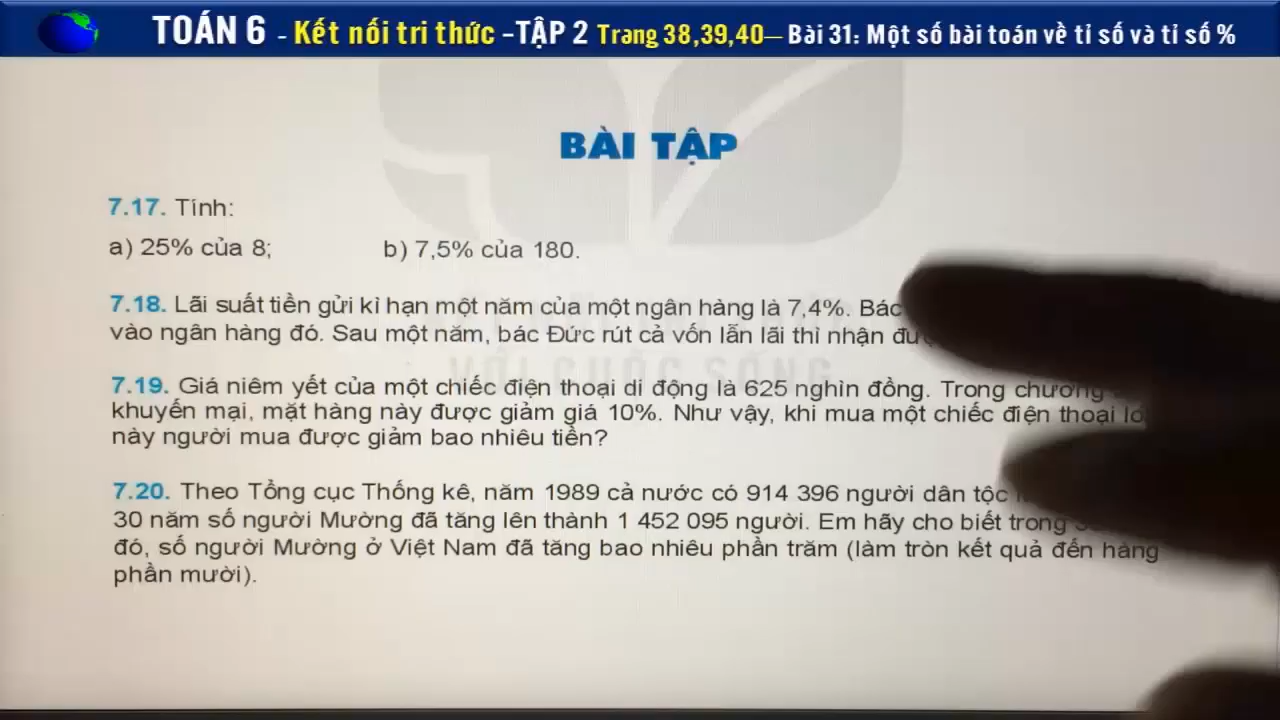 TOÁN 6 - Kết nối tri thức -TẬP 2 Trang 38,39,40— Bài 31: Một số bài toán về tỉ số và tỉ số %
BÀI TẬP
7.17. Tính:
a) 25% của 8; b) 7,5% của 180.
7.18. Lãi suất tiền gửi kì hạn một năm của một ngân hàng là 7,4%. Bác
vào ngân hàng đó. Sau một năm, bác Đức rút cả vốn lẫn lãi thì nhận
7.19. Giá niêm yết của một chiếc điện thoại di động là 625 nghìn đồng. Trong chương
khuyến mại, mặt hàng này được giảm giá 10%. Như vậy, khi mua một chiếc điện thoại
này người mua được giảm bao nhiêu tiền?
7.20. Theo Tổng cục Thống kê, năm 1989 cả nước có 914 396 người dân tộc
30 năm số người Mường đã tăng lên thành 1 452 095 người. Em hãy cho biết trong
đó, số người Mường ở Việt Nam đã tăng bao nhiêu phần trăm (làm tròn kết quả đến hàng
phần mười).
VỚI CUỘC SỐNG